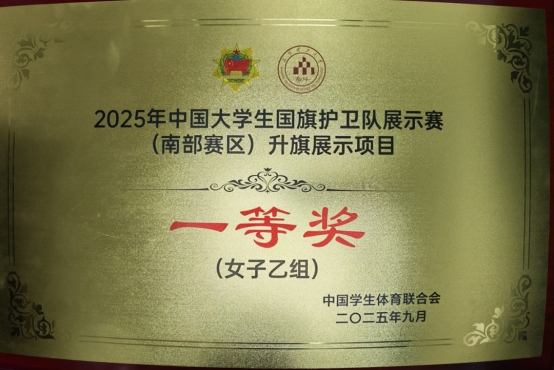 2025年中国大学生国旗护卫队展示赛
（南部赛区）升旗展示项目
一等奖
（女子乙组）
中国学生体育联合会
二〇二五年九月